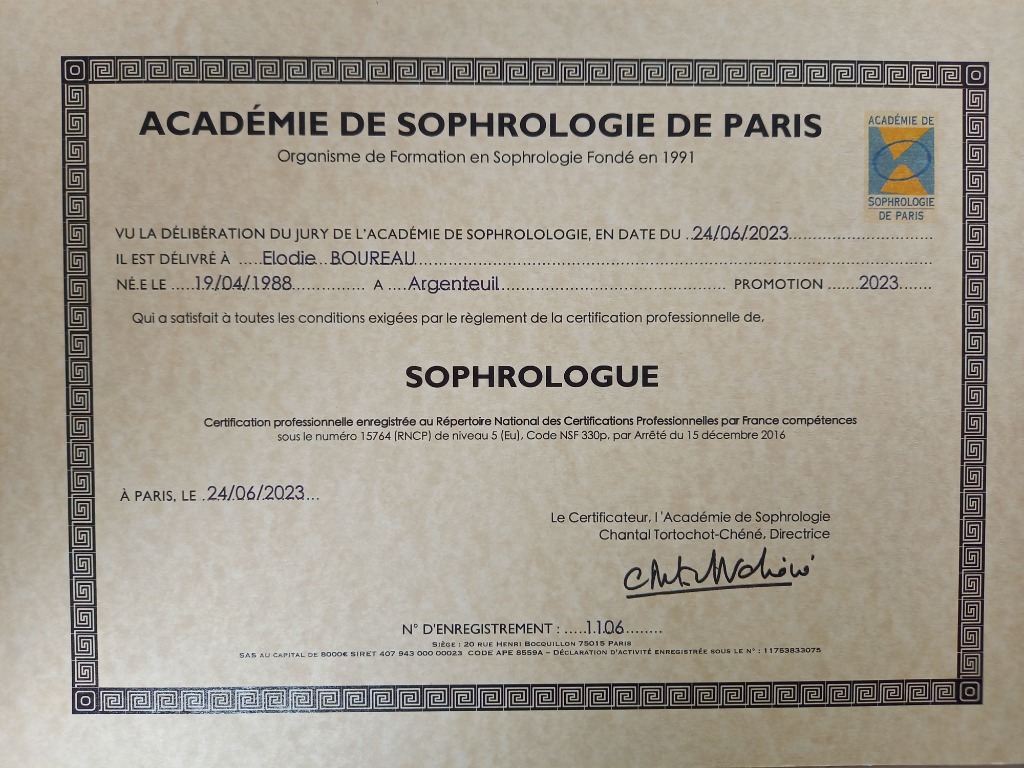 ACADÉMIE DE SOPHROLOGIE DE PARIS
Organisme de Formation en Sophrologie Fondé en 1991
ACADÉMIE DE
SOPHROLOGIE
DE PARIS
VU LA DÉLIBÉRATION DU JURY DE L'ACADÉMIE DE SOPHROLOLOGIE, EN DATE DU ..24/06/2023..............................
IL EST DÉLIVRÉ À ....Elodie BOUREAU..............................
NÉ.E LE .....19/04/1988................ A ....Argenteuil.............................. PROMOTION .......2023.......
Qui a satisfait à toutes les conditions exigées par le règlement de la certification professionnelle de,
SOPHROLOGUE
Certification professionnelle enregistrée au Répertoire National des Certifications Professionnelles par France compétences
sous le numéro 15764 (RNCP) de niveau 5 (Eu), Code NSF 330p, par Arrêté du 15 décembre 2016
À PARIS, LE .24/06/2023...
Le Certificateur, l'Académie de Sophrologie
Chantal Tortochot-Chéné, Directrice
N° D'ENREGISTREMENT : .....1106........
SIÈGE : 20 RUE HENRI BOCQUILLON 75015 PARIS
SAS AU CAPITAL DE 8000€ SIRET 407 943 000 00023 CODE APE 8559A – DÉCLARATION D'ACTIVITÉ ENREGISTRÉE SOUS LE N° : 11753833075